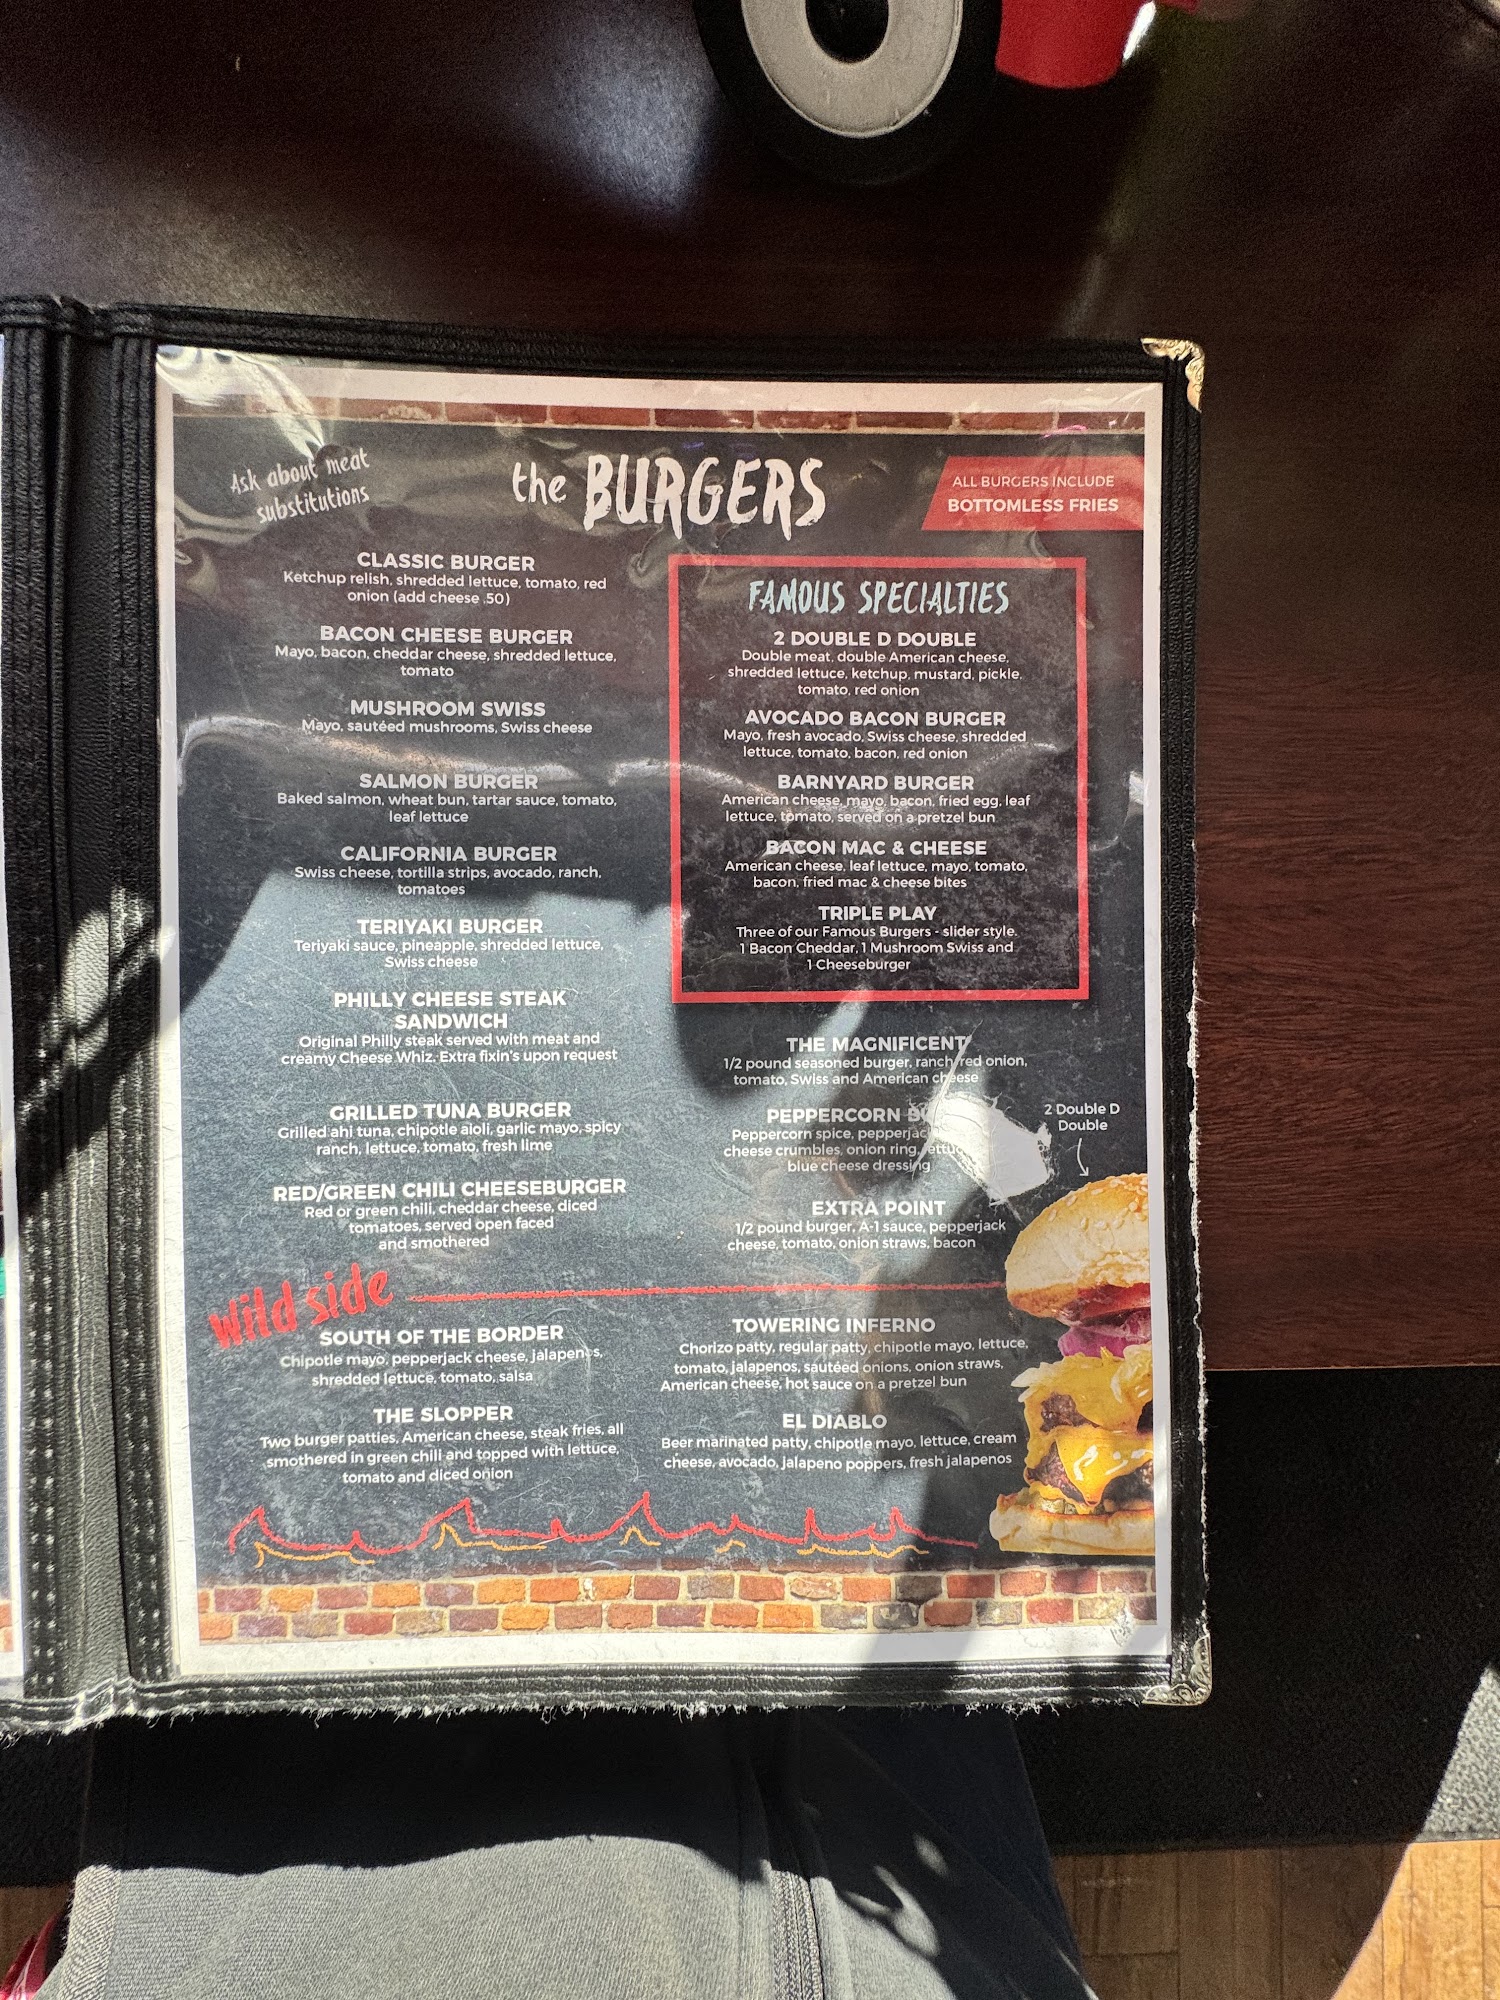 Ask about meat
substitutions
the BURGERS
ALL BURGERS INCLUDE
BOTTOMLESS FRIES
CLASSIC BURGER
Ketchup relish, shredded lettuce, tomato, red
onion (add cheese .50)
BACON CHEESE BURGER
Mayo, bacon, cheddar cheese, shredded lettuce,
tomato
MUSHROOM SWISS
Mayo, sautéed mushrooms, Swiss cheese
SALMON BURGER
Baked salmon, wheat bun, tartar sauce, tomato,
leaf lettuce
CALIFORNIA BURGER
Swiss cheese, tortilla strips, avocado, ranch,
tomatoes
TERIYAKI BURGER
Teriyaki sauce, pineapple, shredded lettuce,
Swiss cheese
PHILLY CHEESE STEAK
SANDWICH
Original Philly steak served with meat and
creamy Cheese Whiz. Extra fixin's upon request
GRILLED TUNA BURGER
Grilled ahi tuna, chipotle aioli, garlic mayo, spicy
ranch, lettuce, tomato, fresh lime
RED/GREEN CHILI CHEESEBURGER
Red or green chili, cheddar cheese, diced
tomatoes, served open faced
and smothered
FAMOUS SPECIALTIES
2 DOUBLE D DOUBLE
Double meat, double American cheese,
shredded lettuce, ketchup, mustard, pickle,
tomato, red onion
AVOCADO BACON BURGER
Mayo, fresh avocado, Swiss cheese, shredded
lettuce, tomato, bacon, red onion
BARNYARD BURGER
American cheese, mayo, bacon, fried egg, leaf
lettuce, tomato, served on a pretzel bun
BACON MAC & CHEESE
American cheese, leaf lettuce, mayo, tomato,
bacon, fried mac & cheese bites
TRIPLE PLAY
Three of our Famous Burgers - slider style.
1 Bacon Cheddar, 1 Mushroom Swiss and
1 Cheeseburger
THE MAGNIFICENT
1/2 pound seasoned burger, ranch, red onion,
tomato, Swiss and American cheese
PEPPERCORN
Peppercorn spice,
cheese crumbles, onion ring, lettuce
blue cheese dressing
EXTRA POINT
1/2 pound burger, A-1 sauce, pepperjack
cheese, tomato, onion straws, bacon
2 Double D
Double
Wild side
SOUTH OF THE BORDER
Chipotle mayo, pepperjack cheese, jalapenos,
shredded lettuce, tomato, salsa
THE SLOPPER
Two burger patties, American cheese, steak fries, all
smothered in green chili and topped with lettuce,
tomato and diced onion
TOWERING INFERNO
Chorizo patty, regular patty, chipotle mayo, lettuce,
tomato, jalapenos, sautéed onions, onion straws,
American cheese, hot sauce on a pretzel bun
EL DIABLO
Beer marinated patty, chipotle mayo, lettuce, cream
cheese, avocado, jalapeno poppers, fresh jalapenos